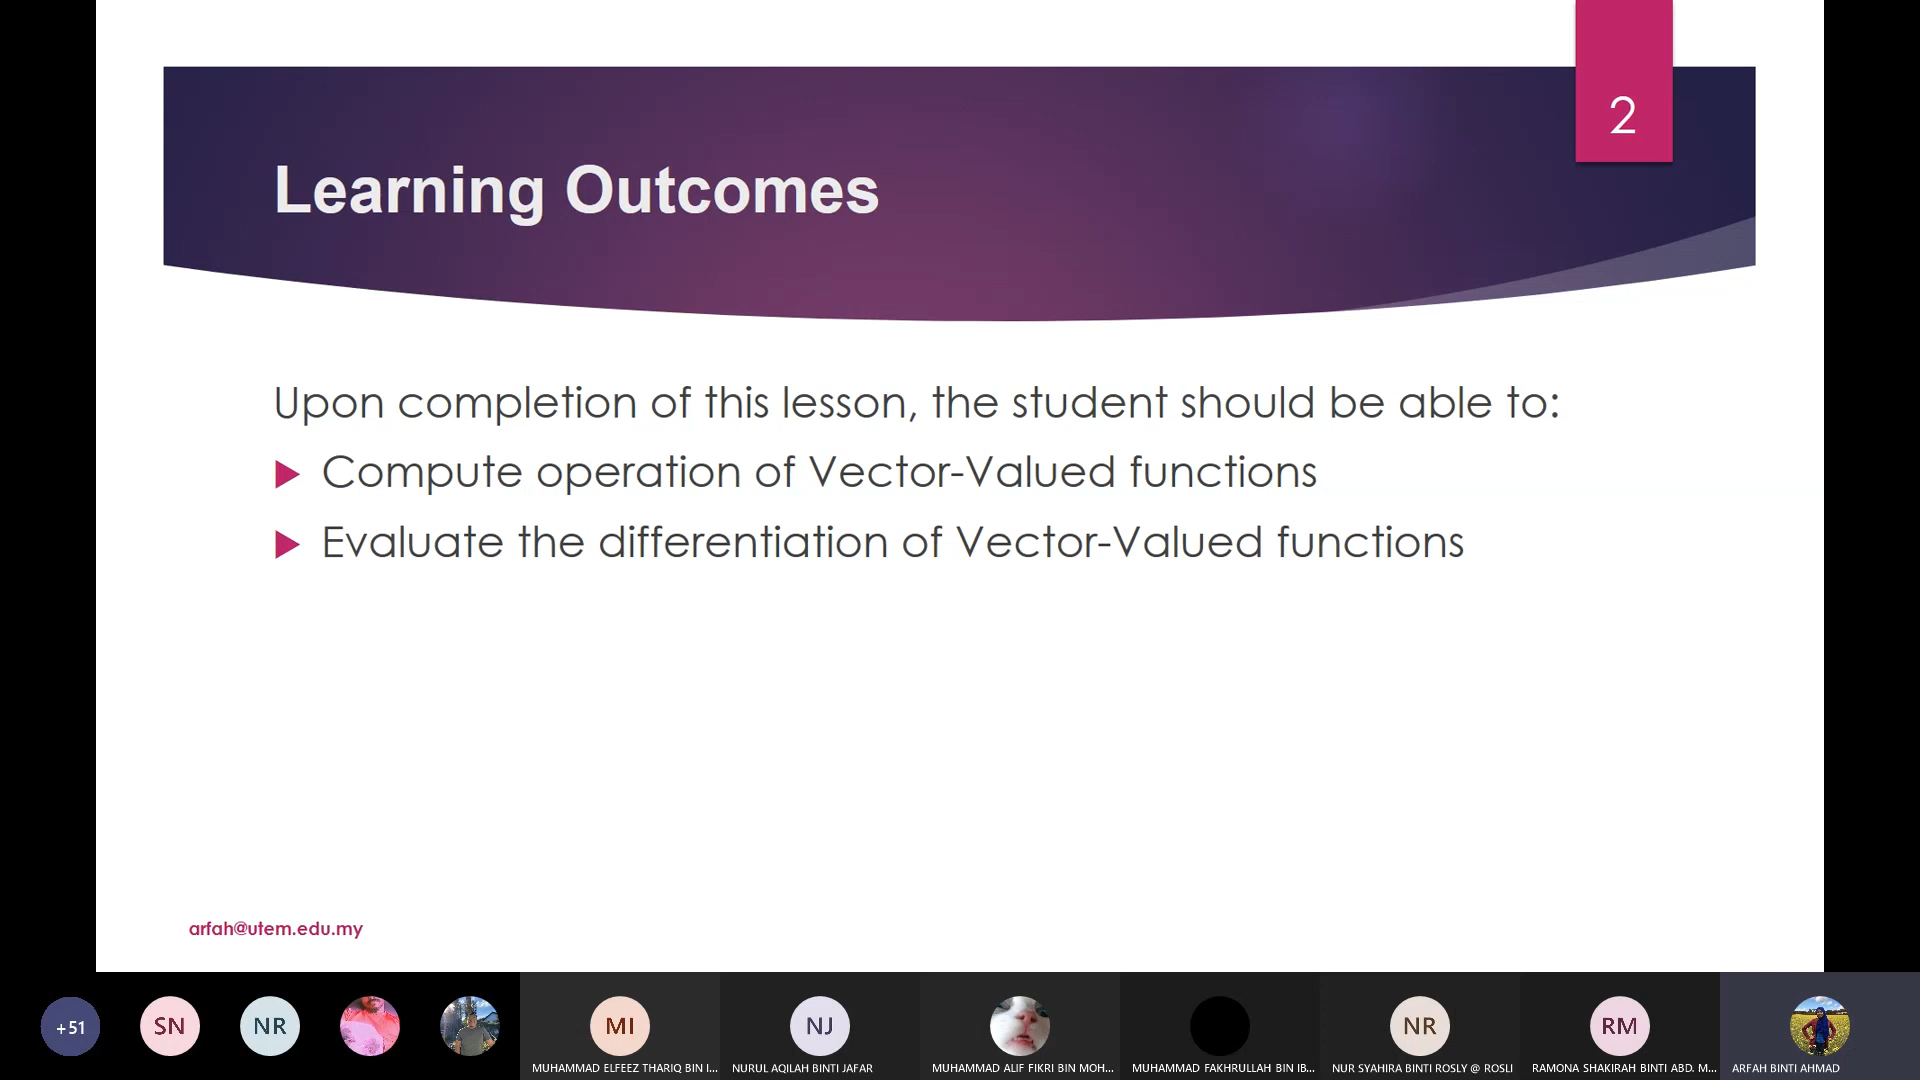 2
Learning Outcomes
Upon completion of this lesson, the student should be able to:
Compute operation of Vector-Valued functions
Evaluate the differentiation of Vector-Valued functions
arfah@utem.edu.my
+51
SN
NR
MI
NJ
NR
RM
MUHAMMAD ELFEEZ THARIQ BIN I...
NURUL AQILAH BINTI JAFAR
MUHAMMAD ALIF FIKRI BIN MOH...
MUHAMMAD FAKHRULLAH BIN IB...
NUR SYAHIRA BINTI ROSLY @ ROSLI
RAMONA SHAKIRAH BINTI ABD. M...
ARFAH BINTI AHMAD